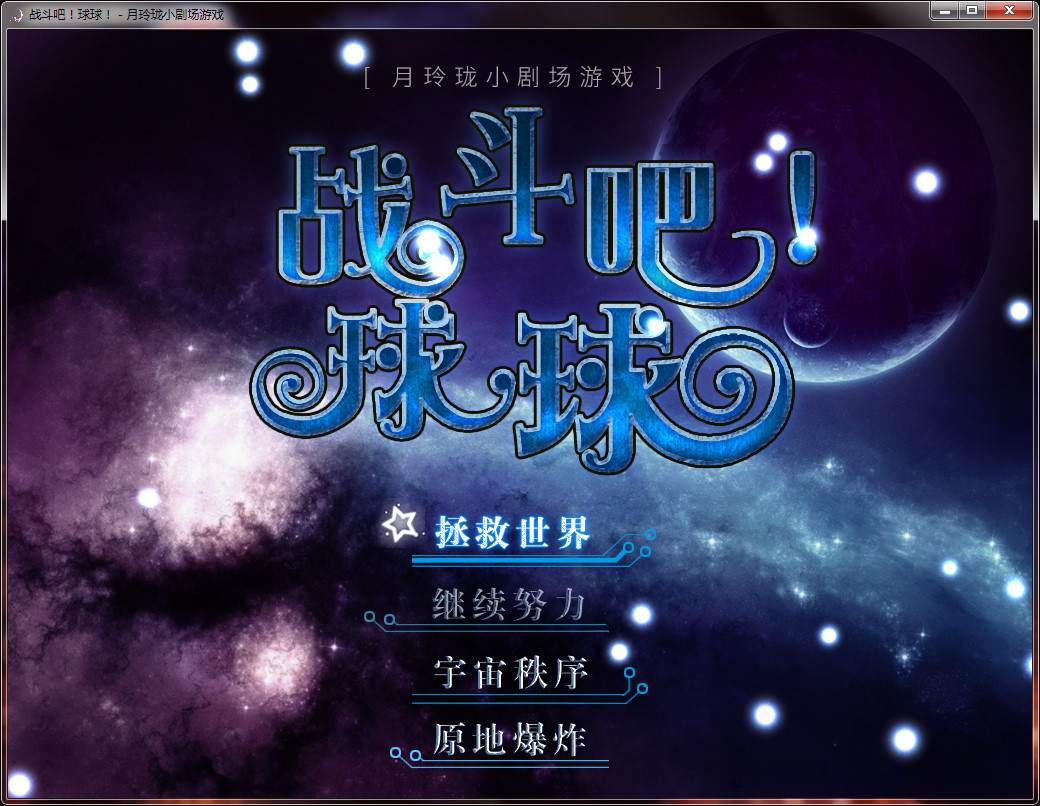 战斗吧！球球！ - 月玲珑小剧场游戏
[ 月玲珑小剧场游戏 ]
战斗吧！
球球
拯救世界
继续努力
宇宙秩序
原地爆炸